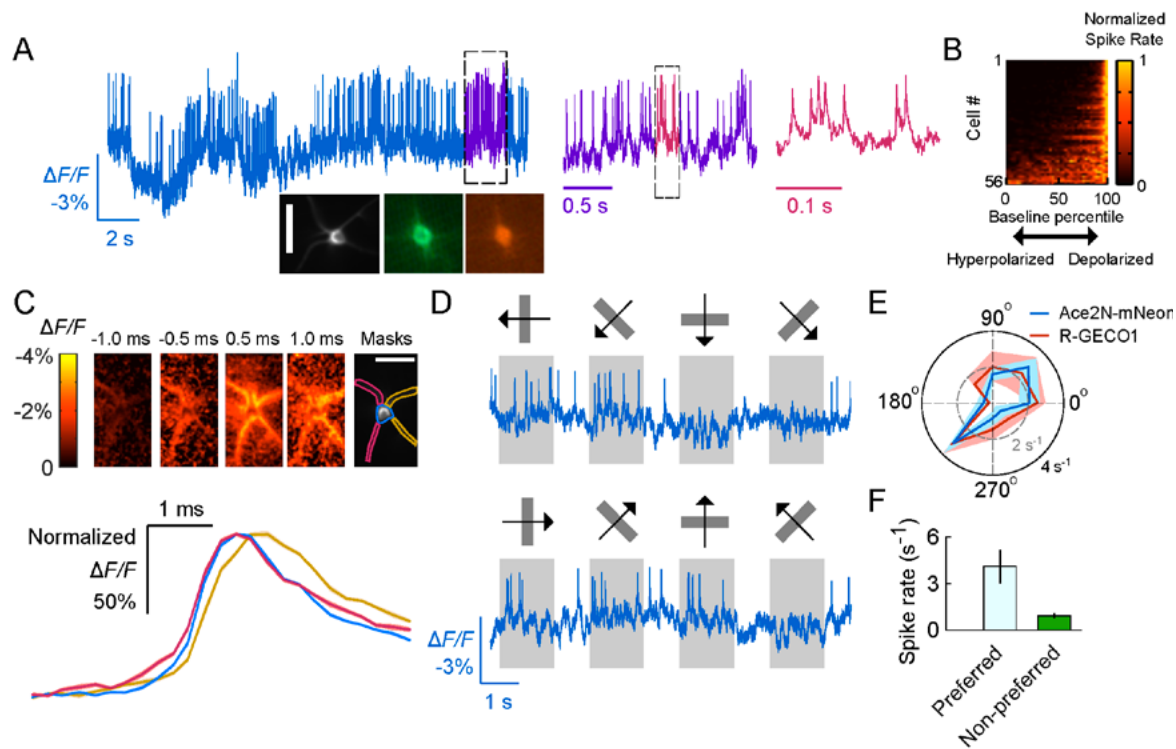 A
ΔF/F
-3%
2 s
0.5 s
0.1 s
B
Normalized
Spike Rate
1
1
Cell #
56
0
0
50
100
Baseline percentile
Hyperpolarized
Depolarized
C
ΔF/F
-4%
-2%
0
-1.0 ms
-0.5 ms
0.5 ms
1.0 ms
Masks
1 ms
Normalized
ΔF/F
50%
D
ΔF/F
-3%
1 s
E
Ace2N-mNeon
R-GECO1
90°
180°
0°
2 s⁻¹
4 s⁻¹
270°
F
Spike rate (s⁻¹)
6
3
0
Preferred
Non-preferred